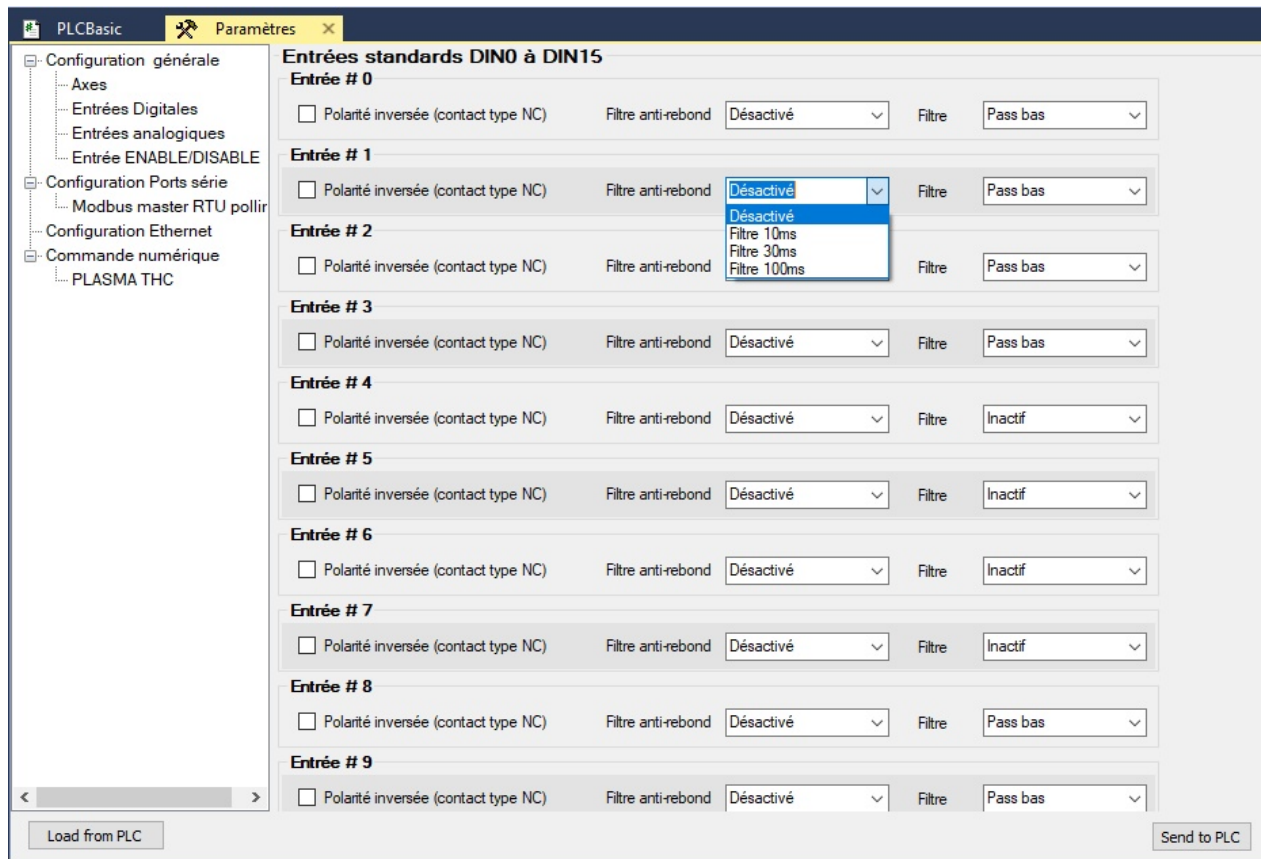 PLCBasic
Paramètres
Configuration générale
Axes
Entrées Digitales
Entrées analogiques
Entrée ENABLE/DISABLE
Configuration Ports série
Modbus master RTU pollir
Configuration Ethernet
Commande numérique
PLASMA THC
Entrées standards DIN0 à DIN15
Entrée # 0
Polarité inversée (contact type NC) Filtre anti-rebond Désactivé Filtre Pass bas
Entrée # 1
Polarité inversée (contact type NC) Filtre anti-rebond Désactivé Filtre Pass bas
Désactivé
Filtre 10ms
Filtre 30ms
Filtre 100ms
Entrée # 2
Polarité inversée (contact type NC) Filtre anti-rebond Filtre Pass bas
Entrée # 3
Polarité inversée (contact type NC) Filtre anti-rebond Désactivé Filtre Pass bas
Entrée # 4
Polarité inversée (contact type NC) Filtre anti-rebond Désactivé Filtre Inactif
Entrée # 5
Polarité inversée (contact type NC) Filtre anti-rebond Désactivé Filtre Inactif
Entrée # 6
Polarité inversée (contact type NC) Filtre anti-rebond Désactivé Filtre Inactif
Entrée # 7
Polarité inversée (contact type NC) Filtre anti-rebond Désactivé Filtre Inactif
Entrée # 8
Polarité inversée (contact type NC) Filtre anti-rebond Désactivé Filtre Pass bas
Entrée # 9
Polarité inversée (contact type NC) Filtre anti-rebond Désactivé Filtre Pass bas
Load from PLC
Send to PLC